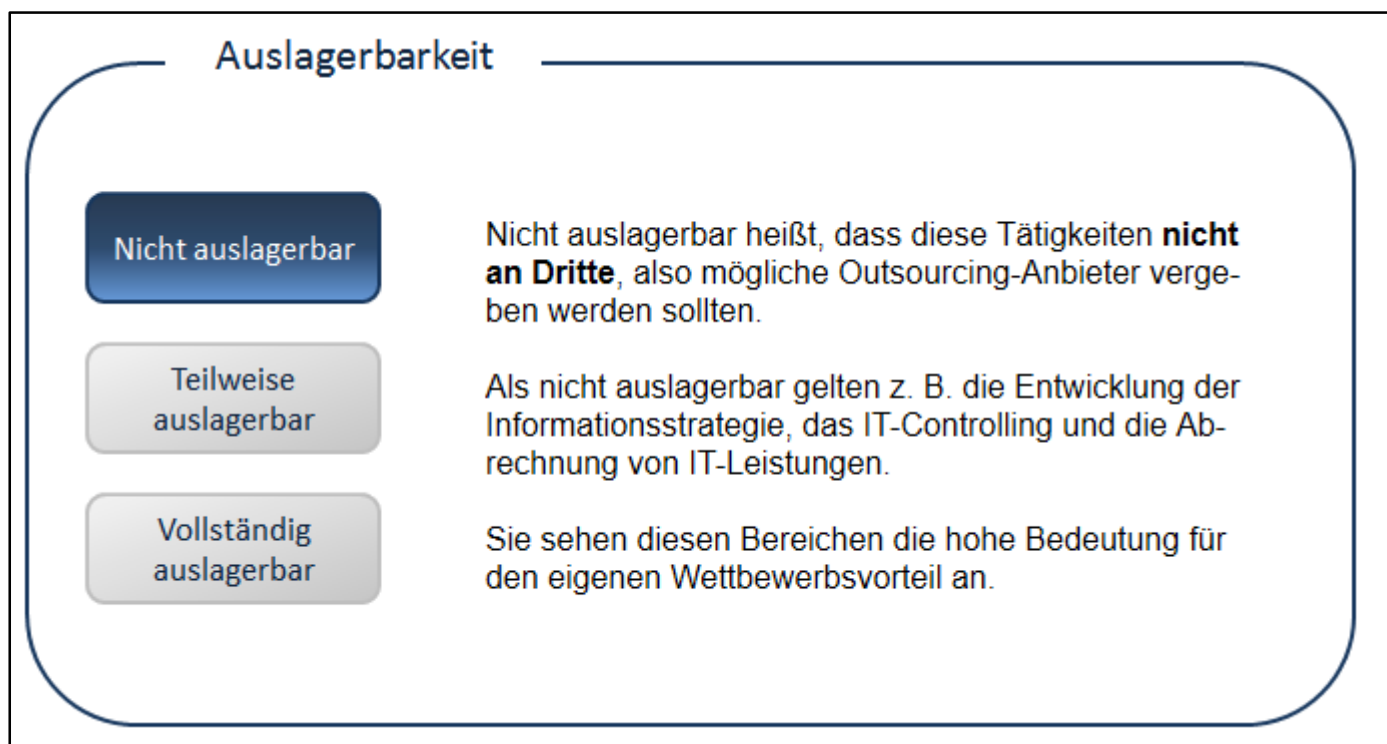 Auslagerbarkeit
Nicht auslagerbar
Nicht auslagerbar heißt, dass diese Tätigkeiten nicht
an Dritte, also mögliche Outsourcing-Anbieter verge-
ben werden sollten.
Teilweise
auslagerbar
Als nicht auslagerbar gelten z. B. die Entwicklung der
Informationsstrategie, das IT-Controlling und die Ab-
rechnung von IT-Leistungen.
Vollständig
auslagerbar
Sie sehen diesen Bereichen die hohe Bedeutung für
den eigenen Wettbewerbsvorteil an.